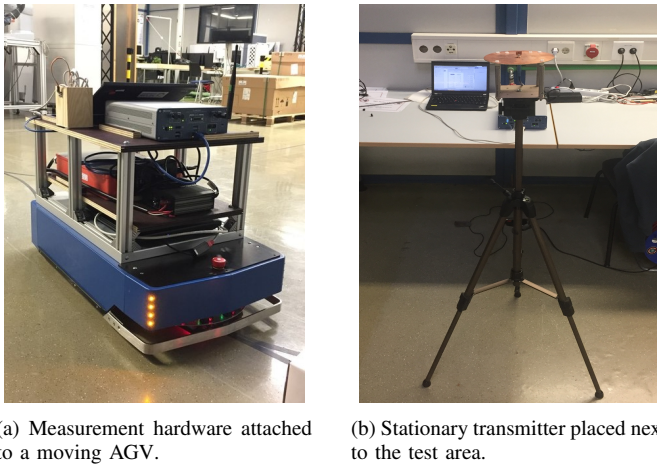 (a) Measurement hardware attached
to a moving AGV.
(b) Stationary transmitter placed nex
to the test area.